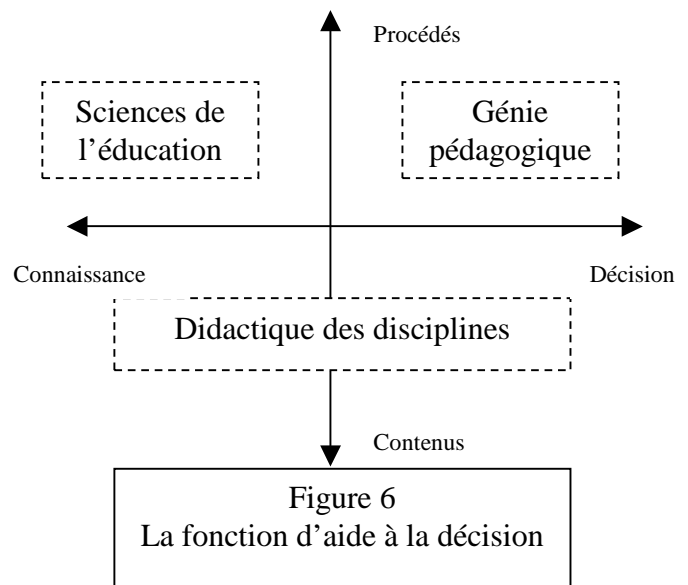 Procédés
Sciences de
l’éducation
Génie
pédagogique
Connaissance
Décision
Didactique des disciplines
Contenus
Figure 6
La fonction d’aide à la décision